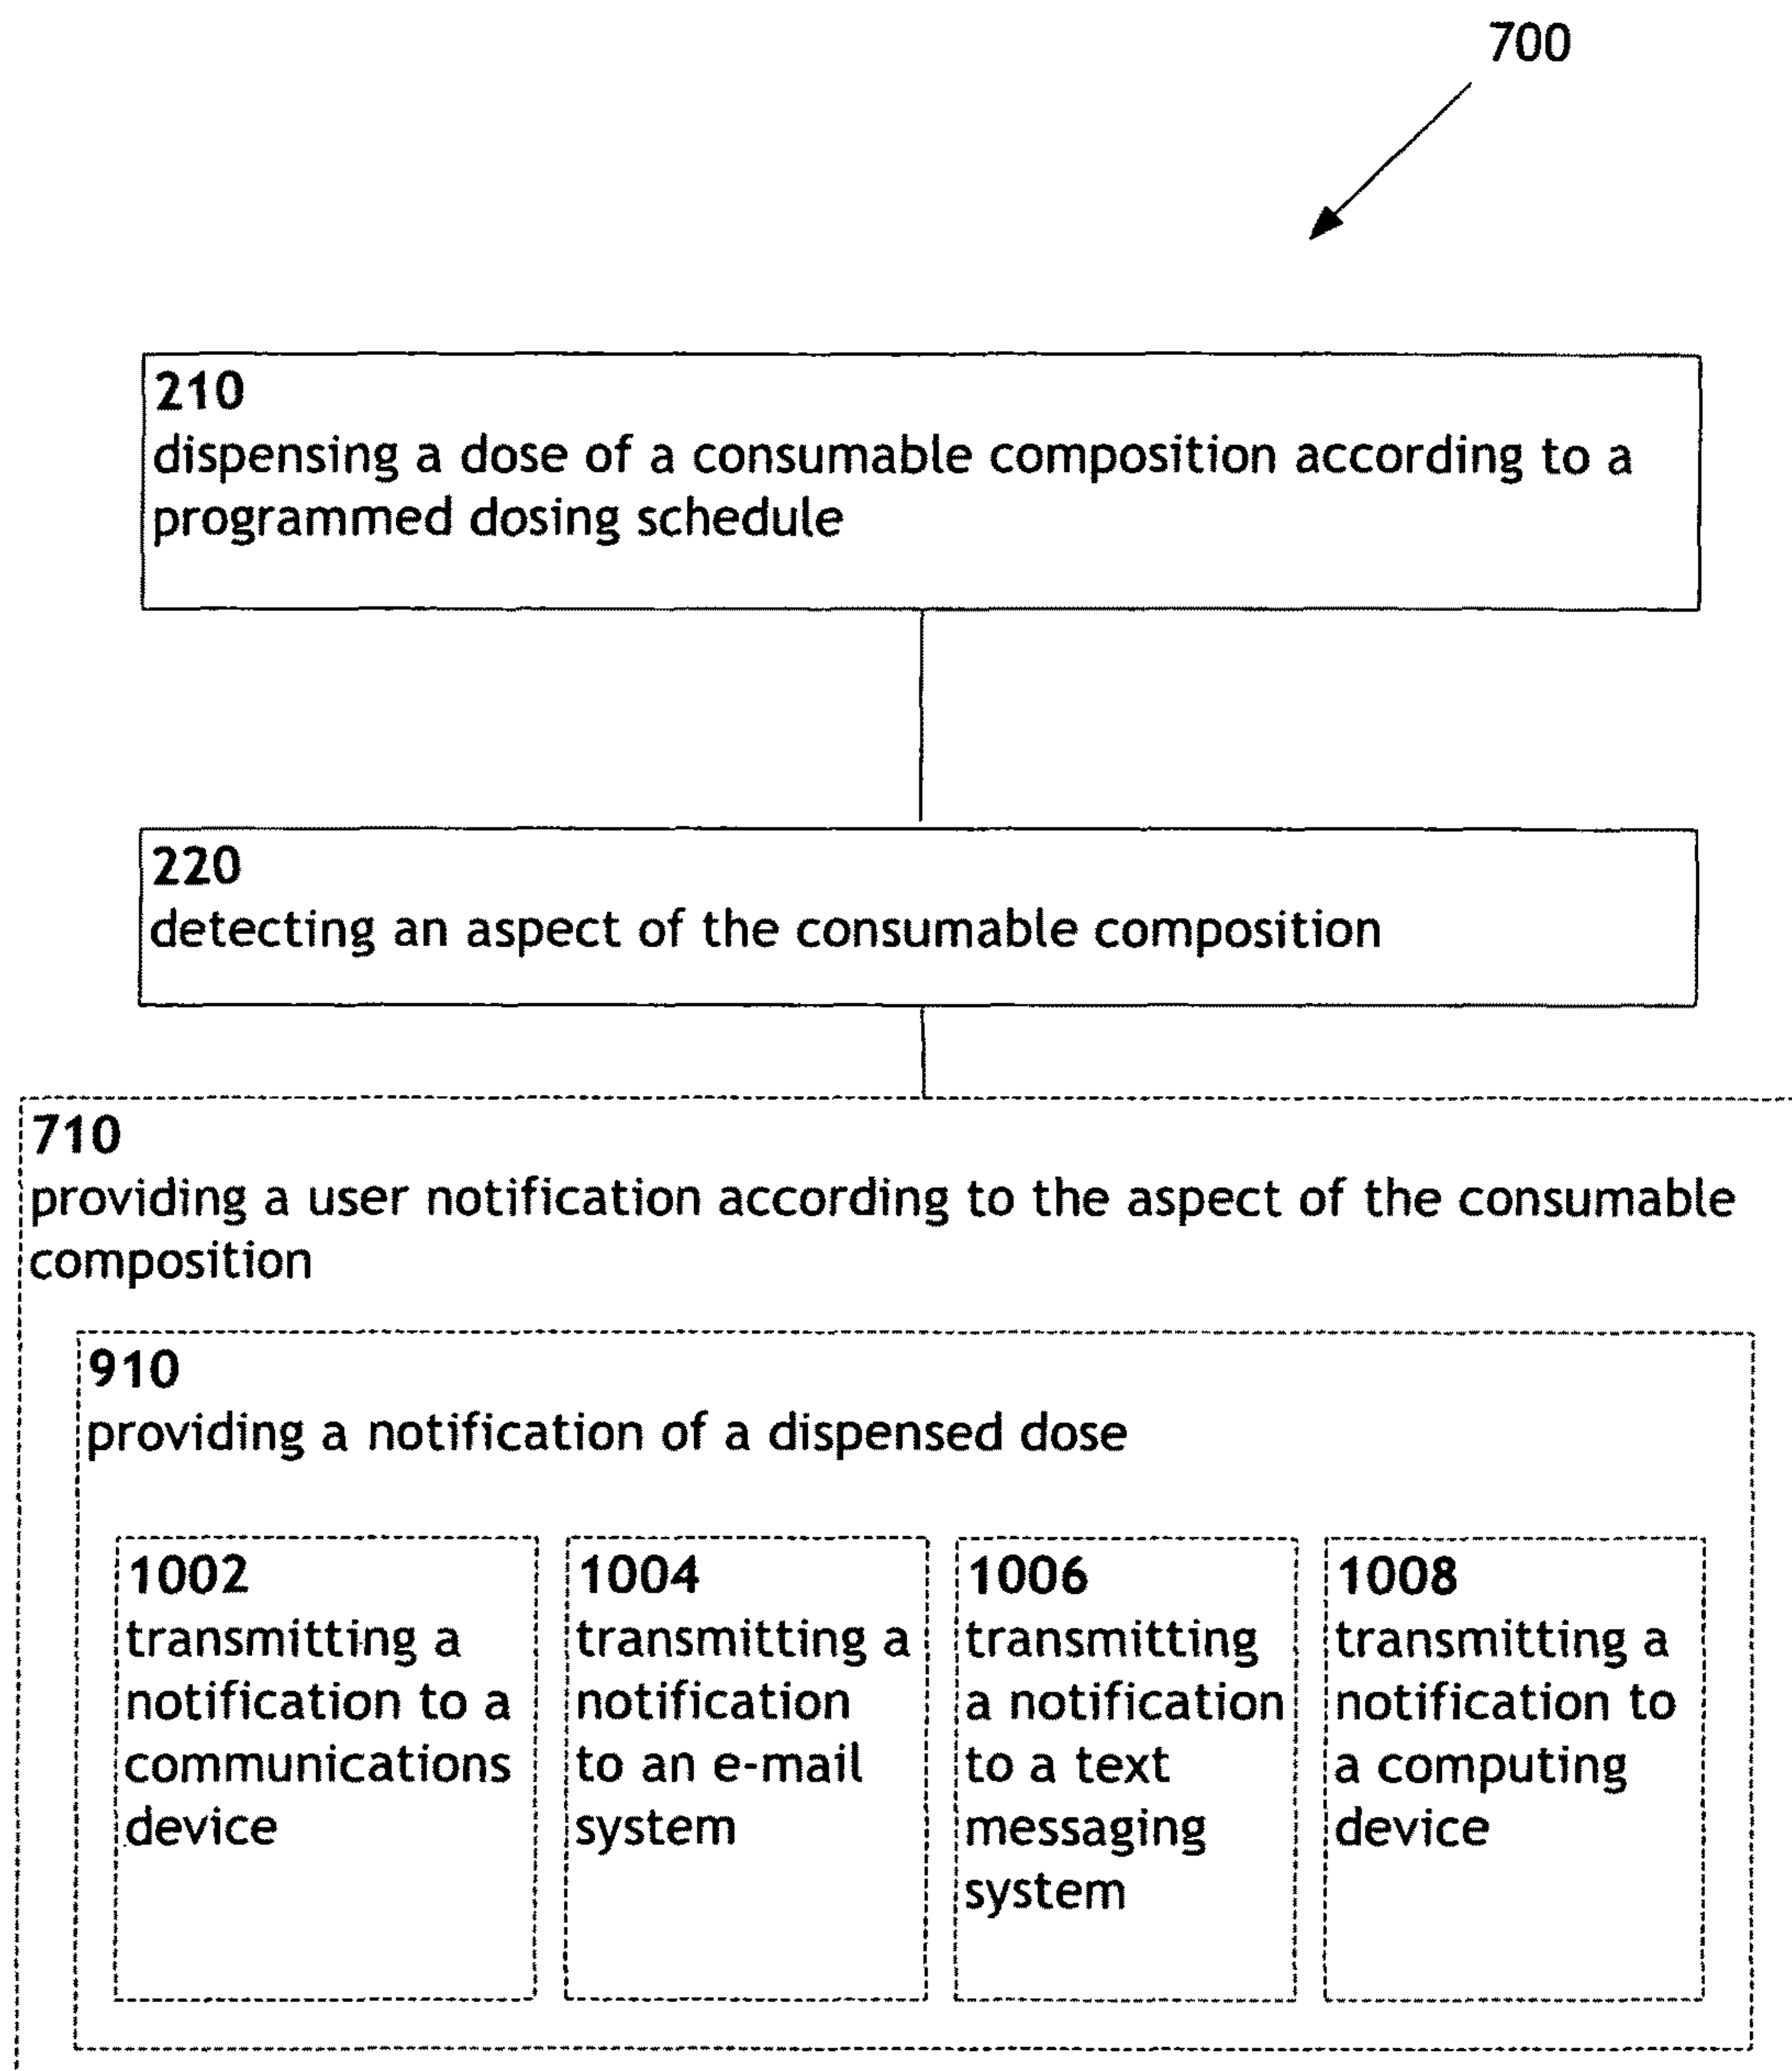 700
210
dispensing a dose of a consumable composition according to a
programmed dosing schedule
220
detecting an aspect of the consumable composition
710
providing a user notification according to the aspect of the consumable
composition
910
providing a notification of a dispensed dose
1002
transmitting a
notification to a
communications
device
1004
transmitting a
notification
to an e-mail
system
1006
transmitting
a notification
to a text
messaging
system
1008
transmitting a
notification to
a computing
device